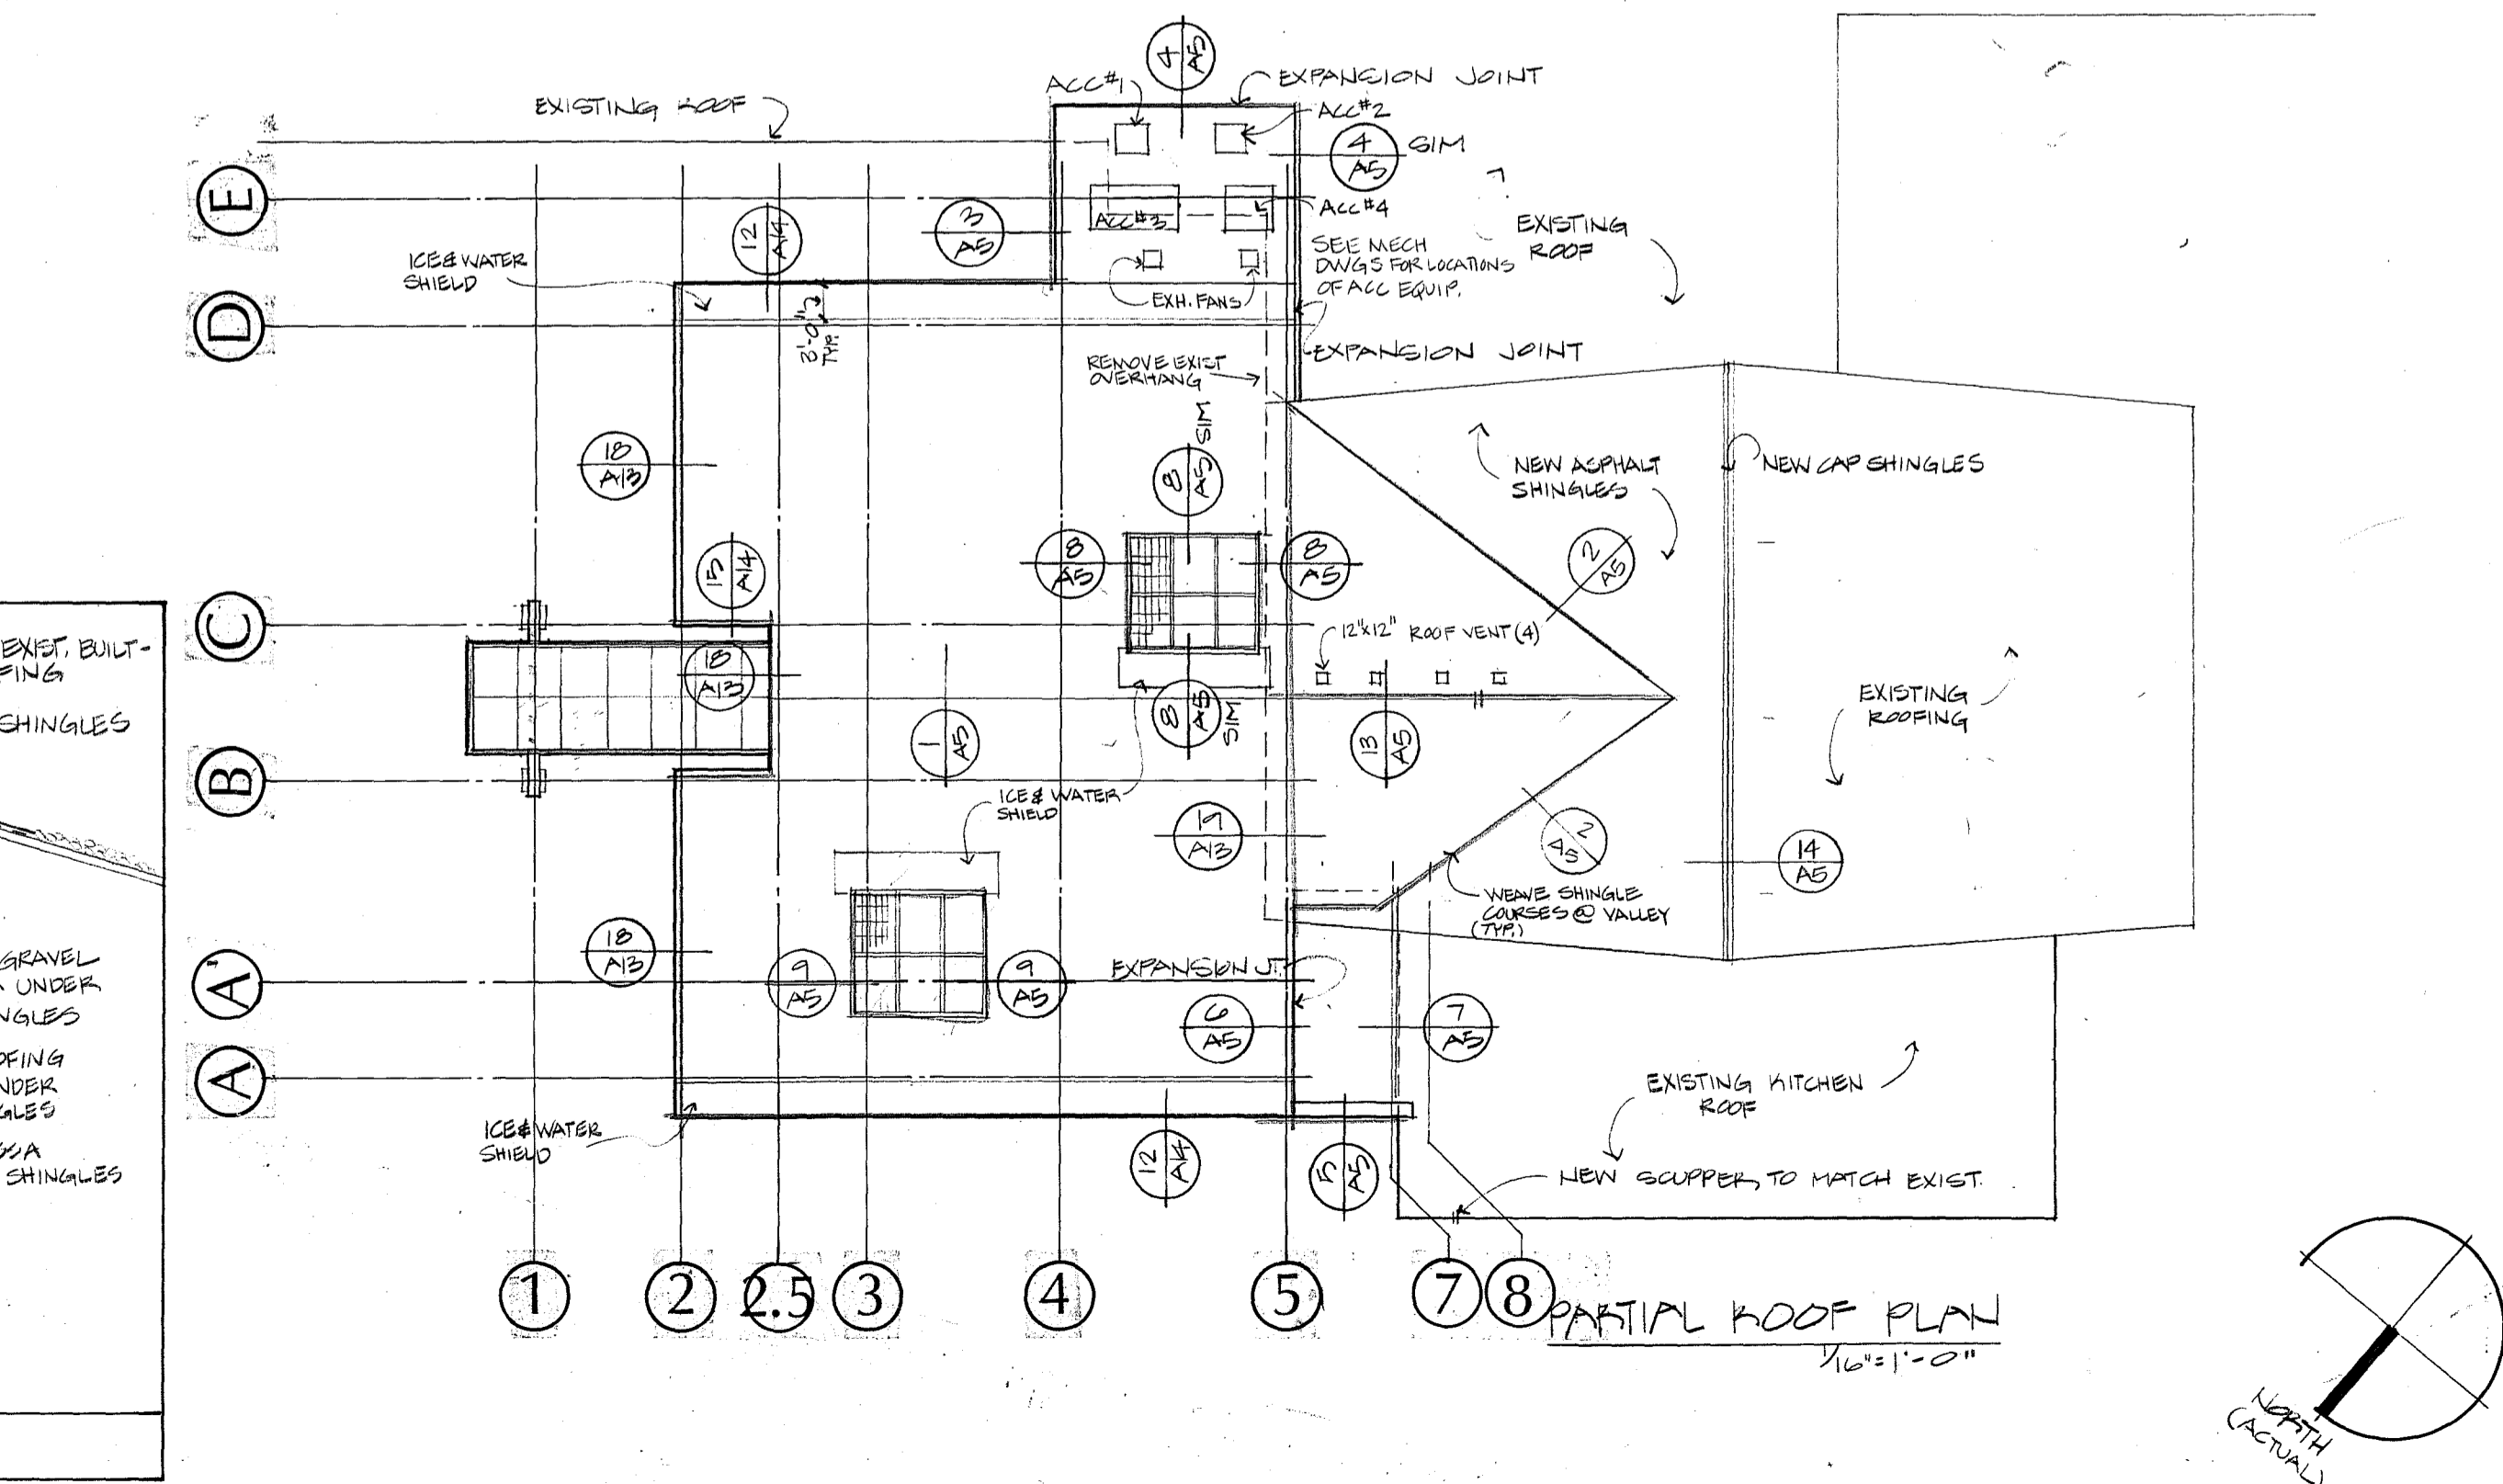 4
A5
EXPANSION JOINT
ACC#1
ACC#2
EXISTING ROOF
4
A5
SIM
E
ACC#3
ACC#4
3
A5
12
A14
EXISTING
ROOF
ICE & WATER
SHIELD
SEE MECH
DWGS FOR LOCATIONS
OF ACC EQUIP.
EXH. FANS
D
3'-0"
TYP.
EXPANSION JOINT
REMOVE EXIST
OVERHANG
18
A13
8
A5
SIM
NEW ASPHALT
SHINGLES
NEW CAP SHINGLES
15
A14
8
A5
8
A5
2
A5
C
12"x12" ROOF VENT (4)
EXIST. BUILT-
SHINGLES
18
A13
8
A5
SIM
1
A5
13
A5
EXISTING
ROOFING
B
ICE & WATER
SHIELD
19
A13
2
A5
14
A5
WEAVE SHINGLE
COURSES @ VALLEY
(TYP.)
18
A13
GRAVEL
UNDER
A'
9
A5
9
A5
EXPANSION JT.
6
A5
7
A5
A
EXISTING KITCHEN
ROOF
ICE & WATER
SHIELD
SHINGLES
12
A14
5
A5
NEW SCUPPER, TO MATCH EXIST.
1
2
2.5
3
4
5
7
8
PARTIAL ROOF PLAN
1/16"=1'-0"
NORTH
(ACTUAL)